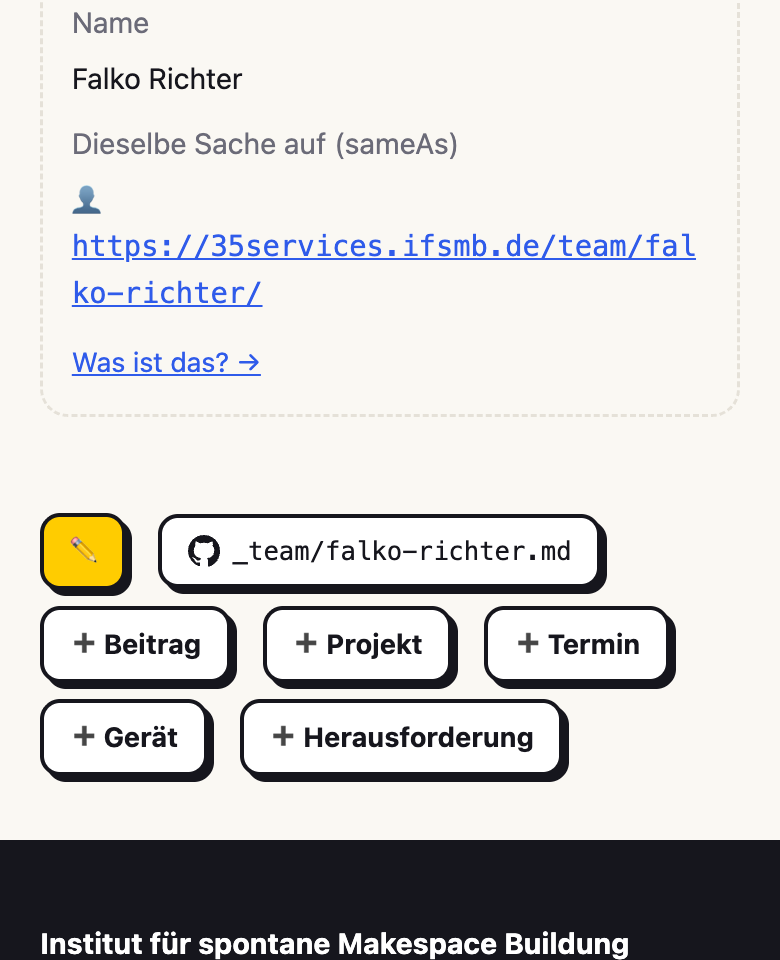 Name
Falko Richter
Dieselbe Sache auf (sameAs)
https://35services.ifsmb.de/team/fal
ko-richter/
Was ist das? →
_team/falko-richter.md
+ Beitrag
+ Projekt
+ Termin
+ Gerät
+ Herausforderung
Institut für spontane Makespace Buildung